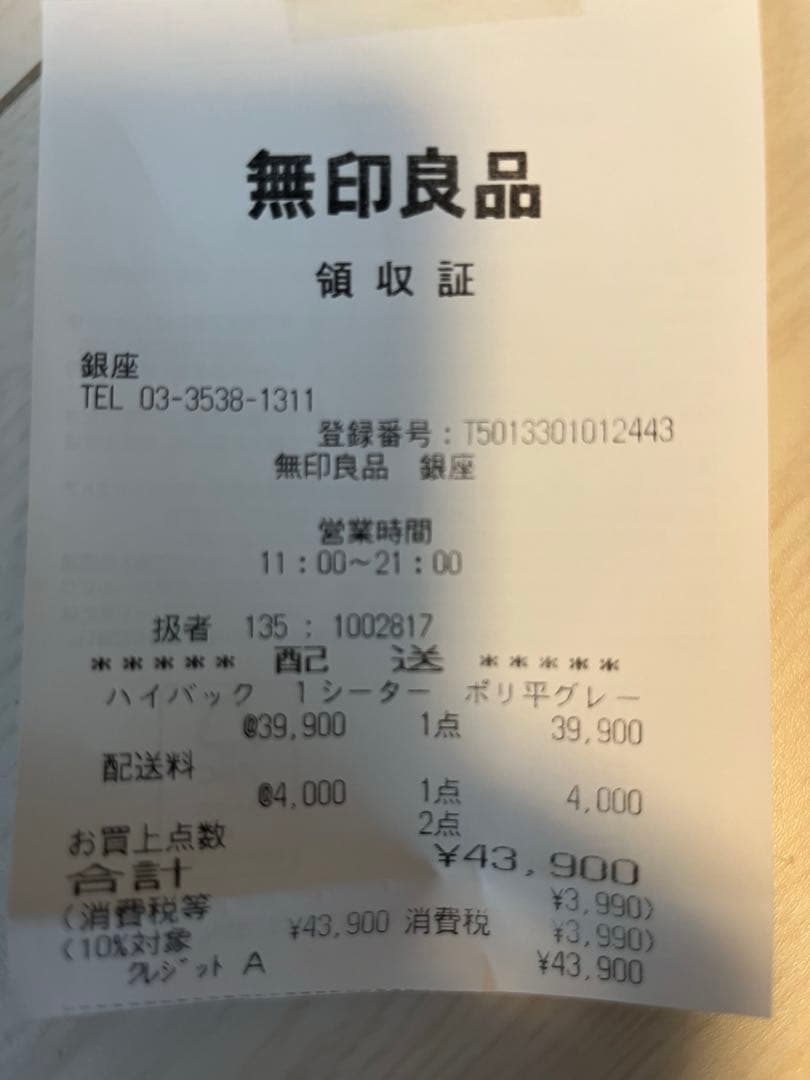 無印良品
領収証
銀座
TEL 03-3538-1311
登録番号：T5013301012443
無印良品　銀座
営業時間
11：00～21：00
扱者　135 : 1002817
***** 配　送 *****
ハイバック　1シーター　ポリ平グレー
@39,900　1点　39,900
配送料
@4,000　1点　4,000
お買上点数　2点
合計　¥43,900
(消費税等　¥3,990)
(10%対象　¥43,900 消費税　¥3,990)
クレジット A　¥43,900